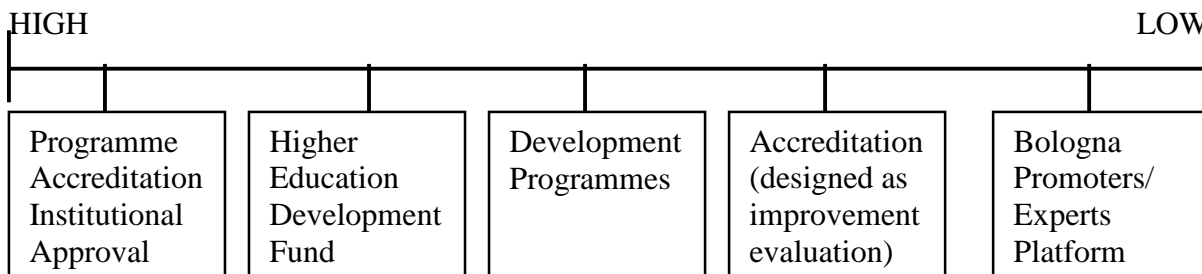 HIGH
LOW
Programme
Accreditation
Institutional
Approval
Higher
Education
Development
Fund
Development
Programmes
Accreditation
(designed as
improvement
evaluation)
Bologna
Promoters/
Experts
Platform